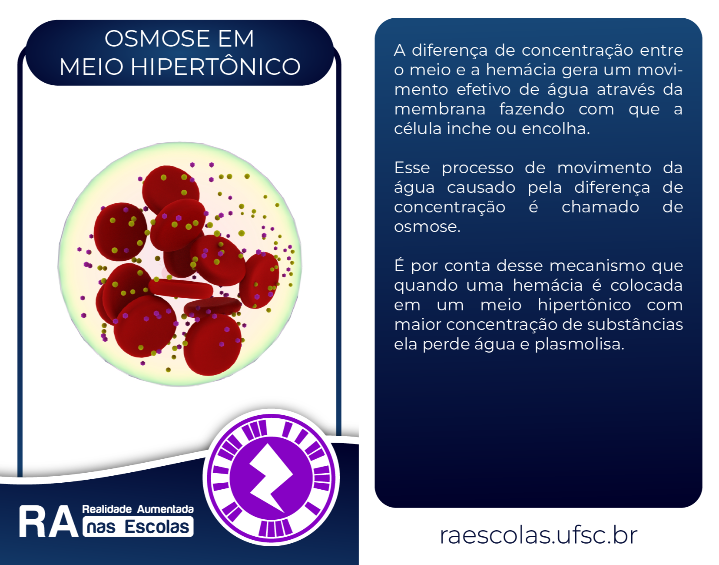 OSMOSE EM
MEIO HIPERTÔNICO
RA Realidade Aumentada
nas Escolas
A diferença de concentração entre
o meio e a hemácia gera um movi-
mento efetivo de água através da
membrana fazendo com que a
célula inche ou encolha.
Esse processo de movimento da
água causado pela diferença de
concentração é chamado de
osmose.
É por conta desse mecanismo que
quando uma hemácia é colocada
em um meio hipertônico com
maior concentração de substâncias
ela perde água e plasmolisa.
raescolas.ufsc.br